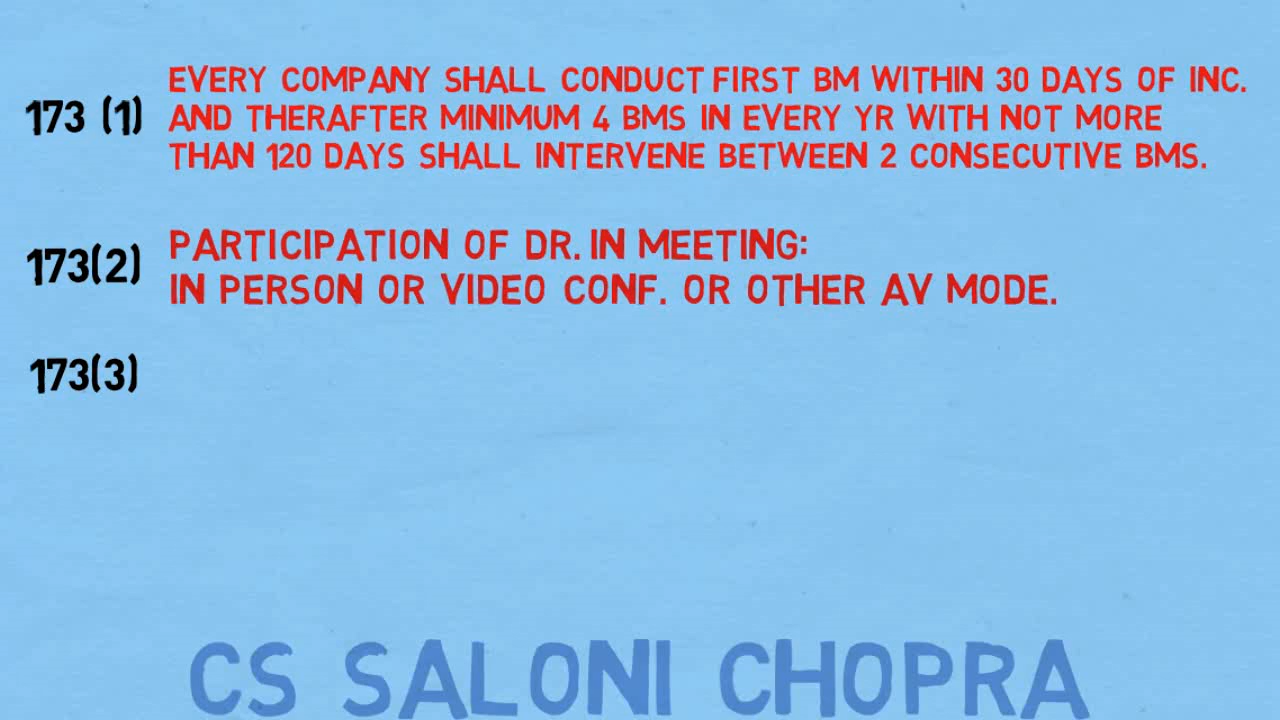 173 (1) EVERY COMPANY SHALL CONDUCT FIRST BM WITHIN 30 DAYS OF INC.
AND THERAFTER MINIMUM 4 BMS IN EVERY YR WITH NOT MORE
THAN 120 DAYS SHALL INTERVENE BETWEEN 2 CONSECUTIVE BMS.
173(2) PARTICIPATION OF DR. IN MEETING:
IN PERSON OR VIDEO CONF. OR OTHER AV MODE.
173(3)
CS SALONI CHOPRA